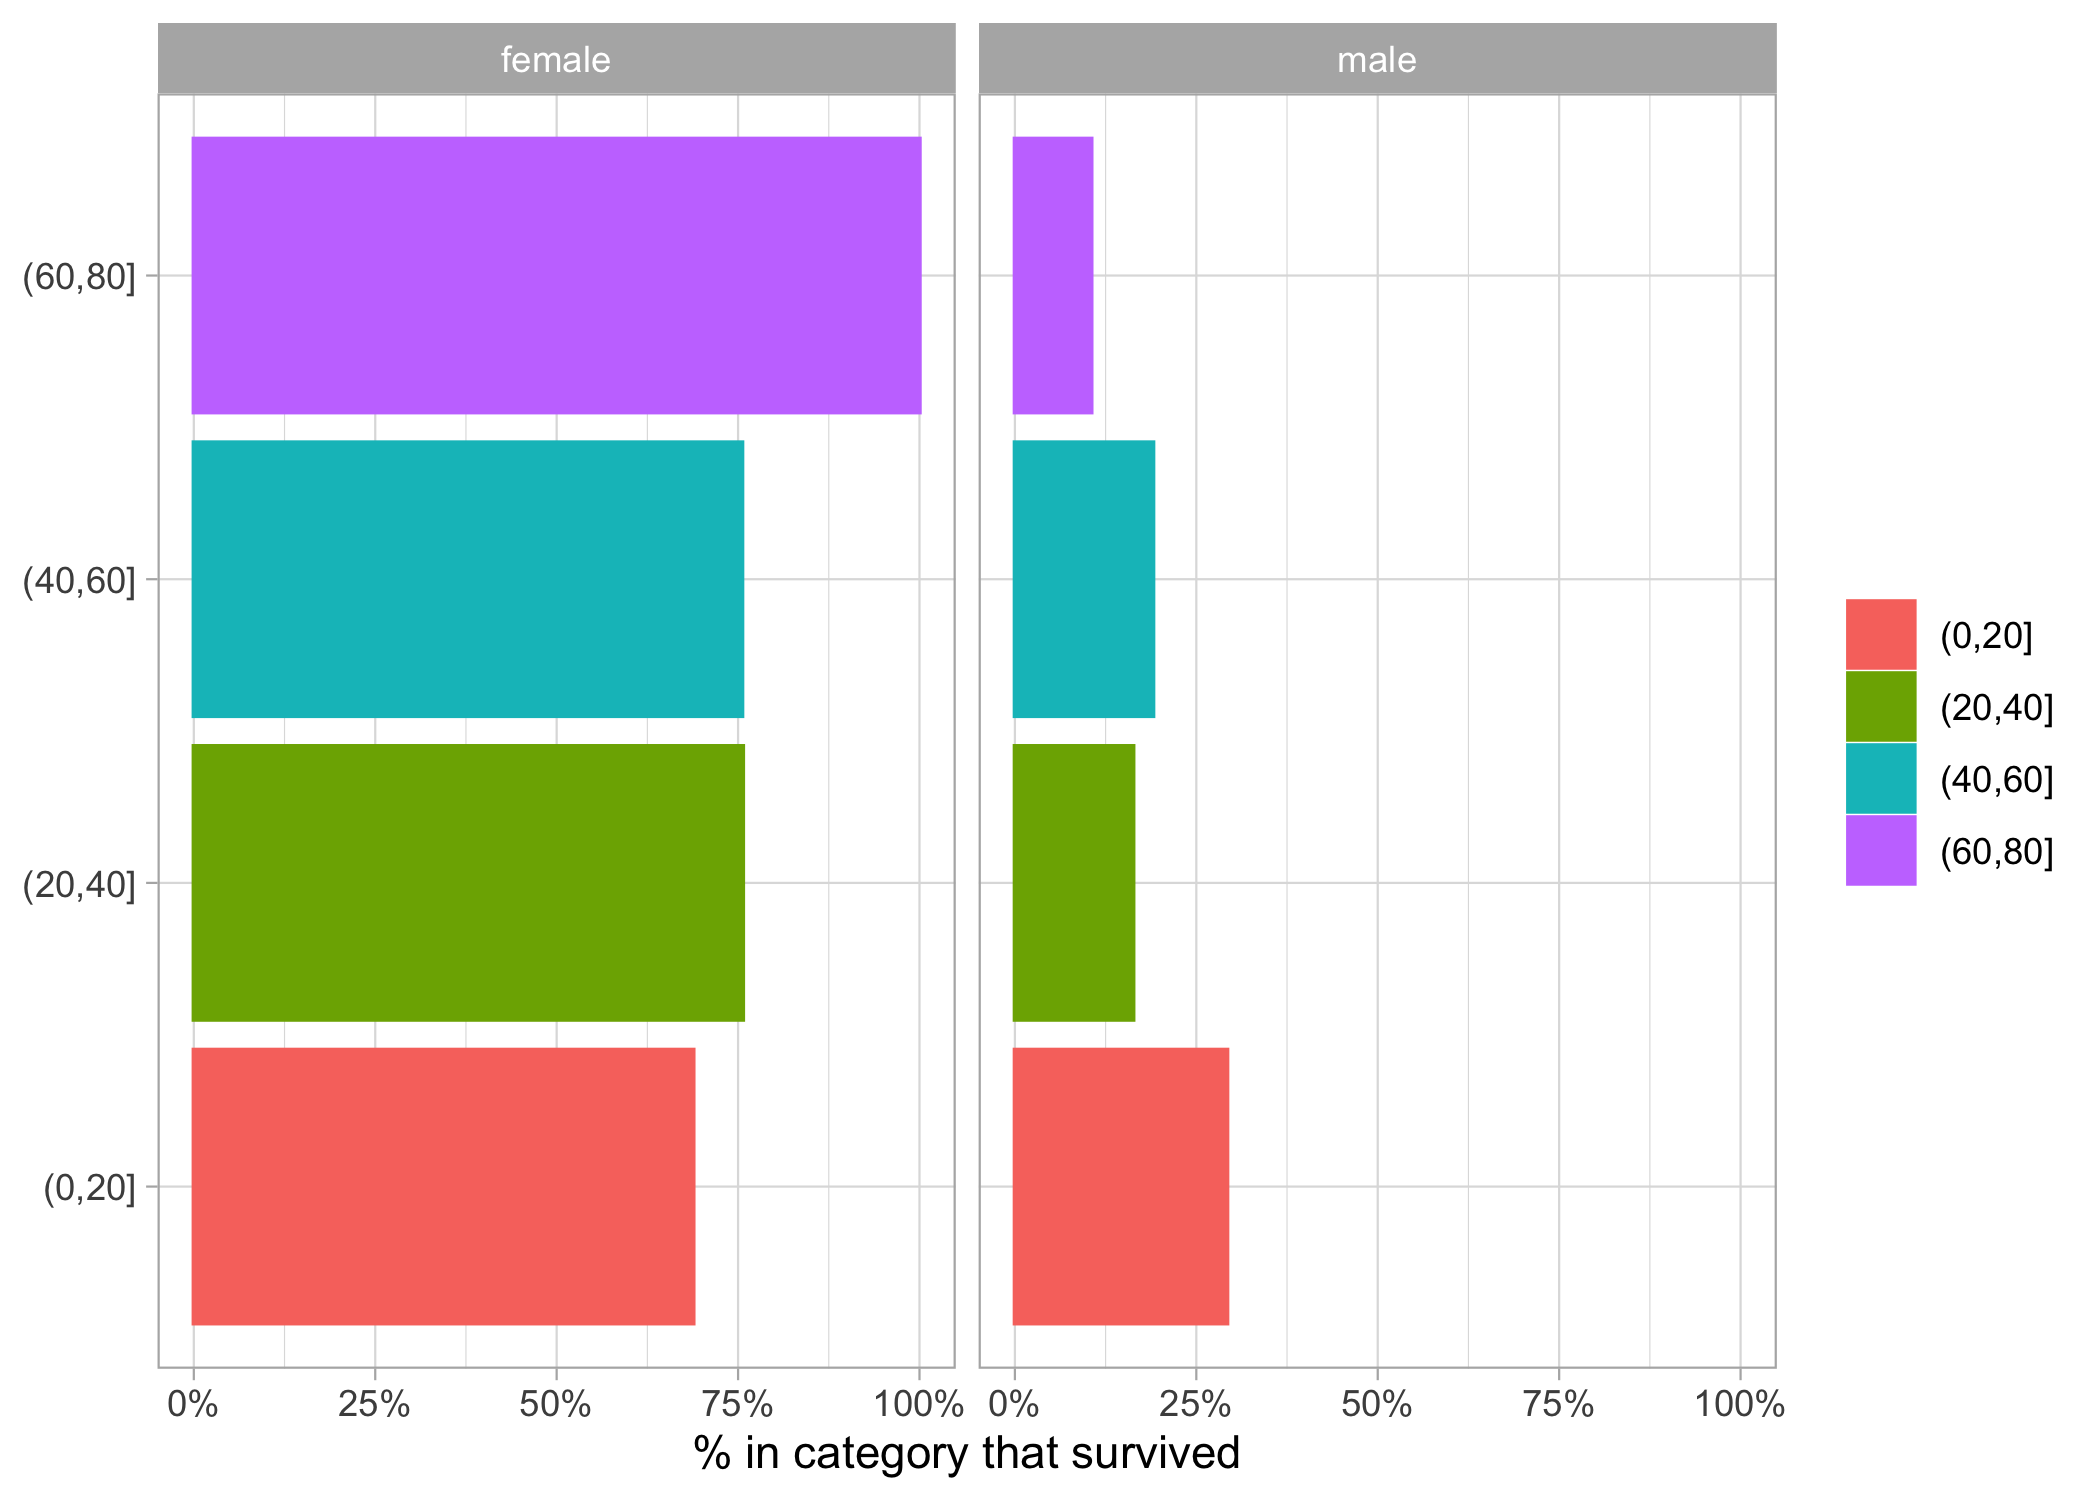 female
male
(60,80]
(40,60]
(20,40]
(0,20]
0% 25% 50% 75% 100%
0% 25% 50% 75% 100%
% in category that survived
(0,20]
(20,40]
(40,60]
(60,80]